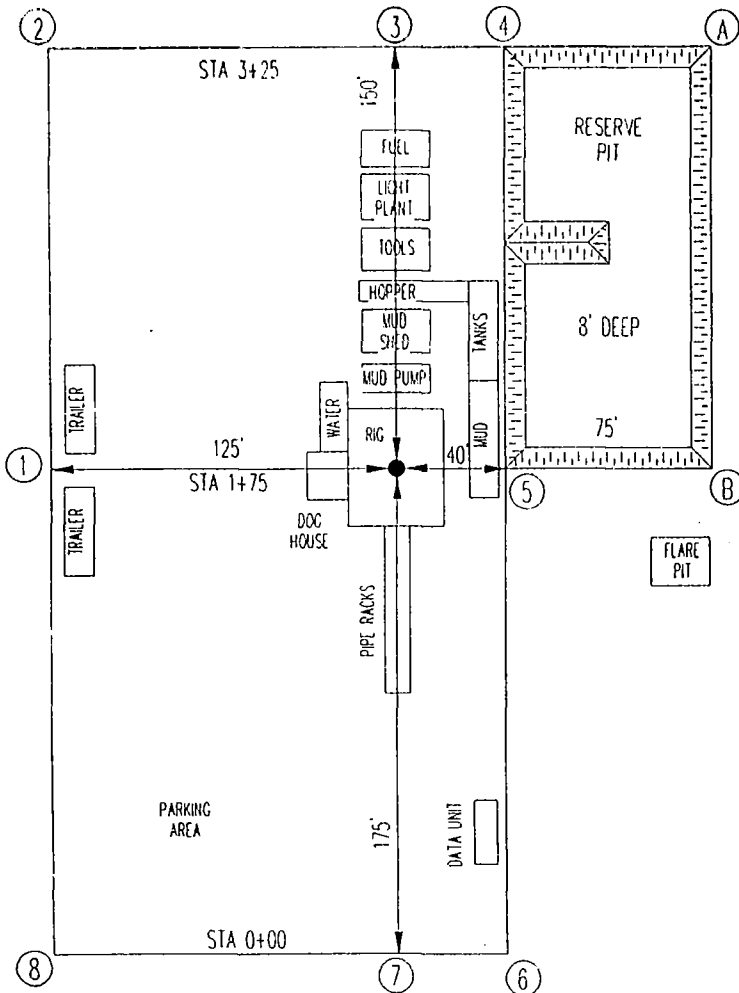 2
3
4
A
STA 3+25
150'
FUEL
LIGHT
PLANT
TOOLS
HOPPER
MUD
SHED
MUD PUMP
TANKS
MUD
RESERVE
PIT
8' DEEP
75'
TRAILER
WATER
RIG
125'
40'
1
STA 1+75
5
B
TRAILER
DOG
HOUSE
FLARE
PIT
PIPE RACKS
PARKING
AREA
175'
DATA UNIT
STA 0+00
8
7
6